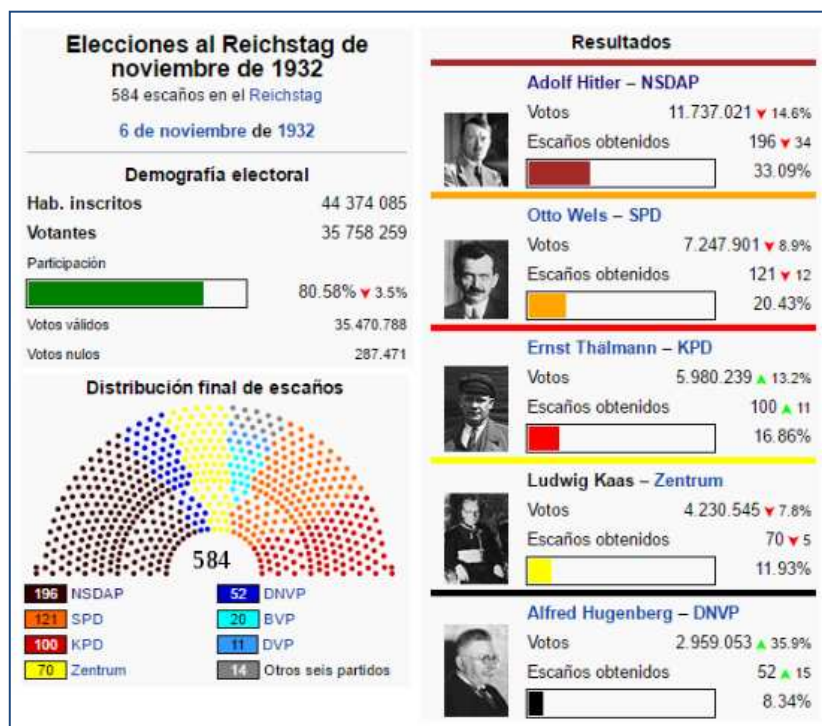 Elecciones al Reichstag de
noviembre de 1932
584 escaños en el Reichstag
6 de noviembre de 1932
Demografía electoral
Hab. inscritos 44 374 085
Votantes 35 758 259
Participación
80.58% 3.5%
Votos válidos 35.470.788
Votos nulos 287.471
Distribución final de escaños
584
196 NSDAP 52 DNVP
121 SPD 20 BVP
100 KPD 11 DVP
70 Zentrum 14 Otros seis partidos
Resultados
Adolf Hitler – NSDAP
Votos 11.737.021 14.6%
Escaños obtenidos 196 34
33.09%
Otto Wels – SPD
Votos 7.247.901 8.9%
Escaños obtenidos 121 12
20.43%
Ernst Thälmann – KPD
Votos 5.980.239 13.2%
Escaños obtenidos 100 11
16.86%
Ludwig Kaas – Zentrum
Votos 4.230.545 7.8%
Escaños obtenidos 70 5
11.93%
Alfred Hugenberg – DNVP
Votos 2.959.053 35.9%
Escaños obtenidos 52 15
8.34%